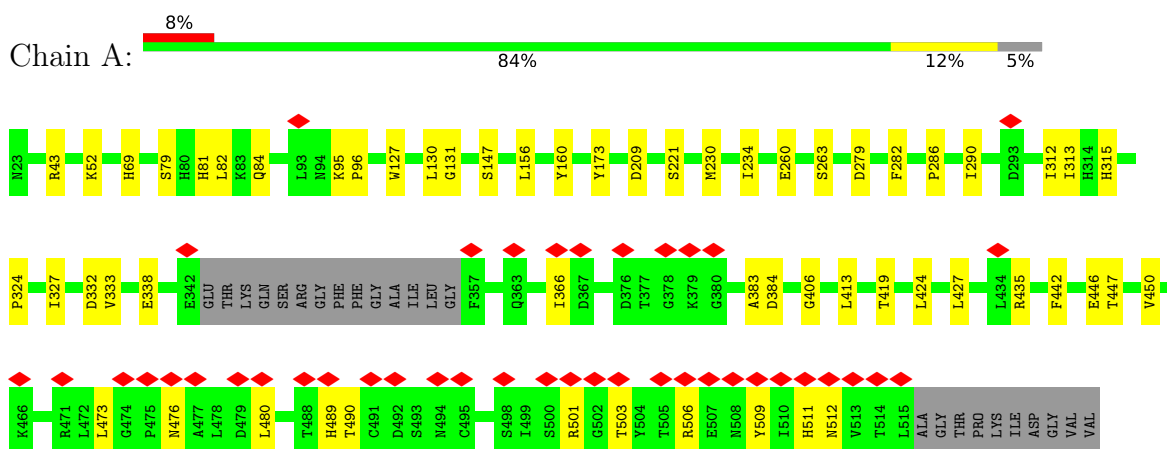 8%
Chain A:
84% 12% 5%
N23 R43 K52 H69 S79 H80 H81 L82 K83 Q84 L93 N94 K95 P96 W127 L130 G131 S147 L156 Y160 Y173 D209 S221 M230 I234 E260 S263 D279 F282 P286 I290 D293 I312 I313 H314 H315
P324 I327 D332 V333 E338 E342 GLU THR LYS GLN SER ARG GLY PHE PHE GLY ALA ILE LEU GLY F357 Q363 I366 D367 D376 T377 G378 K379 G380 A383 D384 G406 L413 T419 L424 L427 L434 R435 F442 E446 T447 V450
K466 R471 L472 L473 G474 P475 N476 A477 L478 D479 L480 T488 H489 T490 C491 D492 S493 N494 C495 S498 I499 S500 R501 G502 T503 Y504 T505 R506 E507 N508 Y509 I510 H511 N512 V513 T514 L515 ALA GLY THR PRO LYS ILE ASP GLY VAL VAL